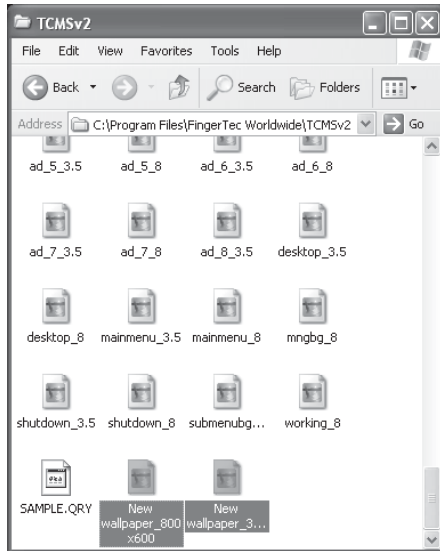 TCMSv2
File Edit View Favorites Tools Help
Back Search Folders
Address C:\Program Files\FingerTec Worldwide\TCMSv2 Go
ad_5_3.5 ad_5_8 ad_6_3.5 ad_6_8
ad_7_3.5 ad_7_8 ad_8_3.5 desktop_3.5
desktop_8 mainmenu_3.5 mainmenu_8 mngbg_8
shutdown_3.5 shutdown_8 submenubg... working_8
SAMPLE.QRY New New
wallpaper_800 wallpaper_3...
x600